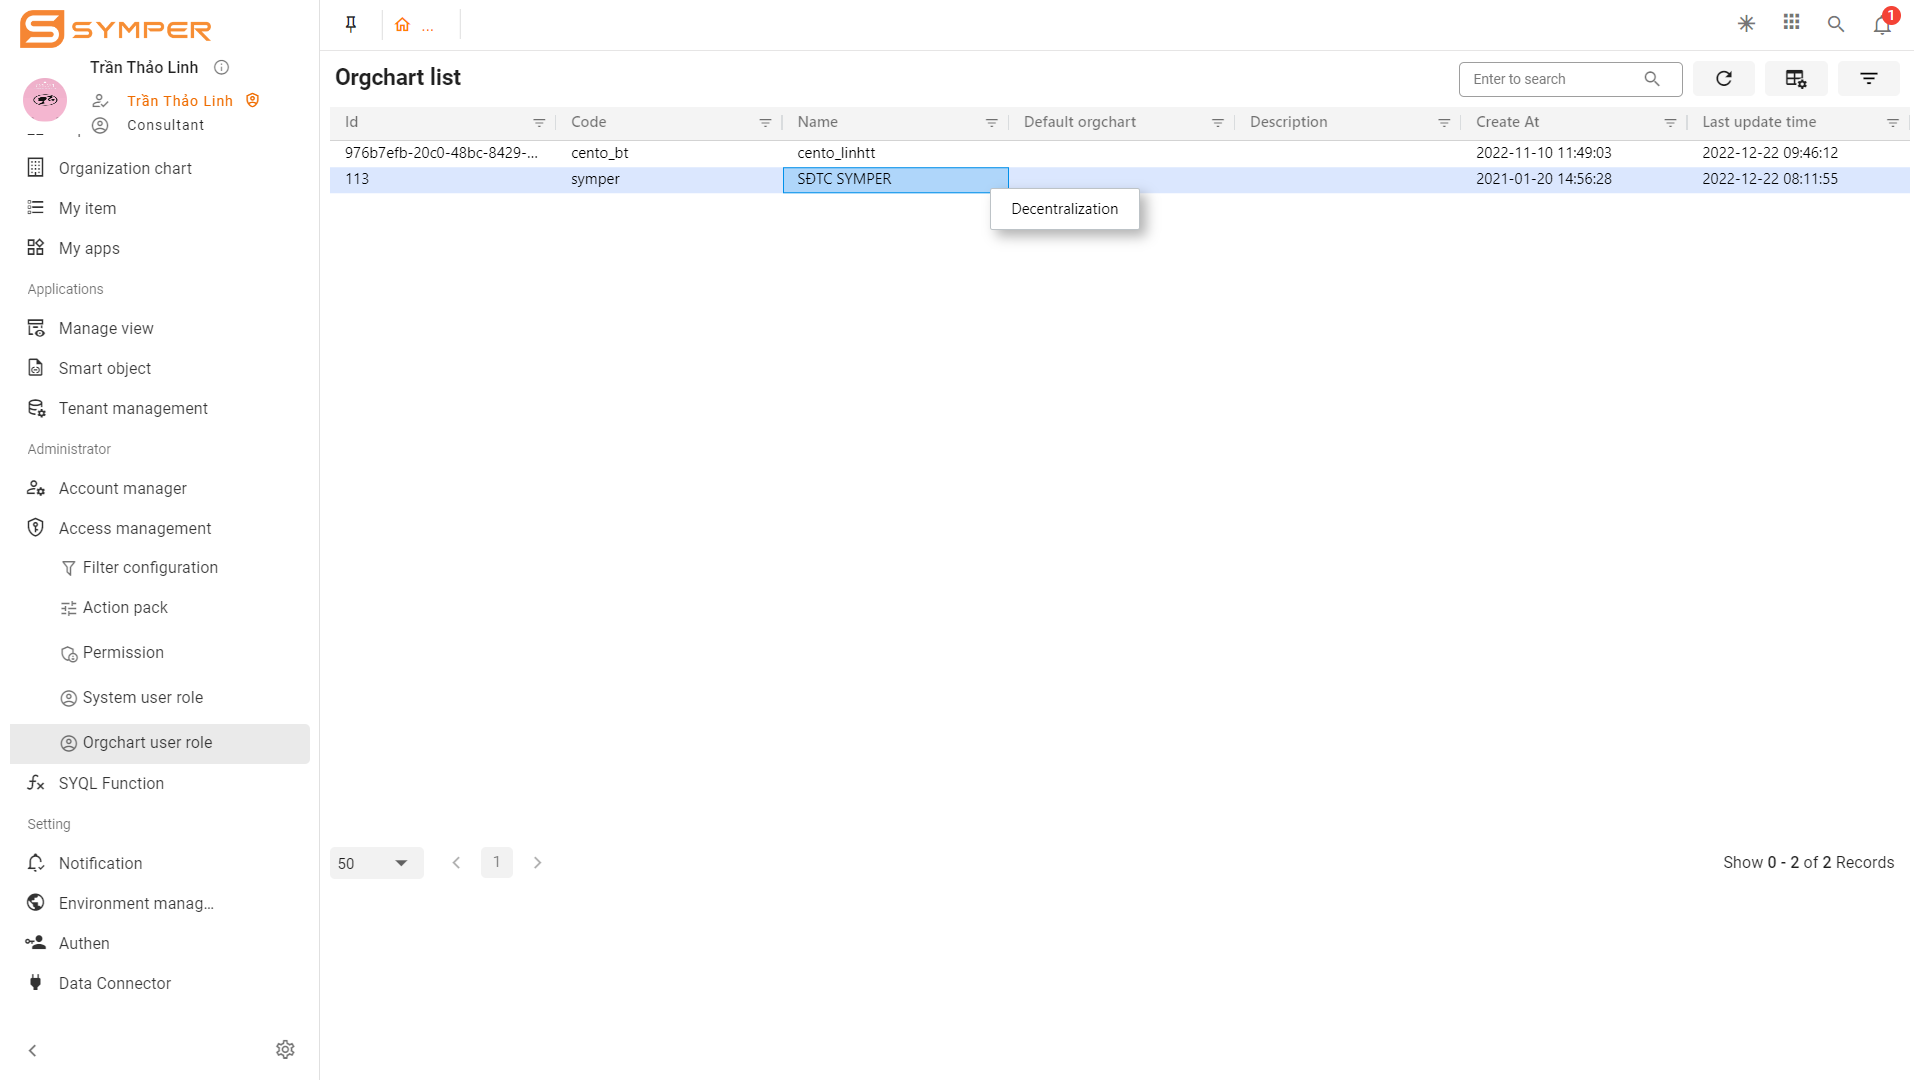 SYMPER
Trần Thảo Linh
Trần Thảo Linh
Consultant
Organization chart
My item
My apps
Applications
Manage view
Smart object
Tenant management
Administrator
Account manager
Access management
Filter configuration
Action pack
Permission
System user role
Orgchart user role
SYQL Function
Setting
Notification
Environment manag...
Authen
Data Connector
...
1
Orgchart list
Enter to search
Id Code Name Default orgchart Description Create At Last update time
976b7efb-20c0-48bc-8429-... cento_bt cento_linhtt 2022-11-10 11:49:03 2022-12-22 09:46:12
113 symper SĐTC SYMPER 2021-01-20 14:56:28 2022-12-22 08:11:55
Decentralization
50 1 Show 0 - 2 of 2 Records